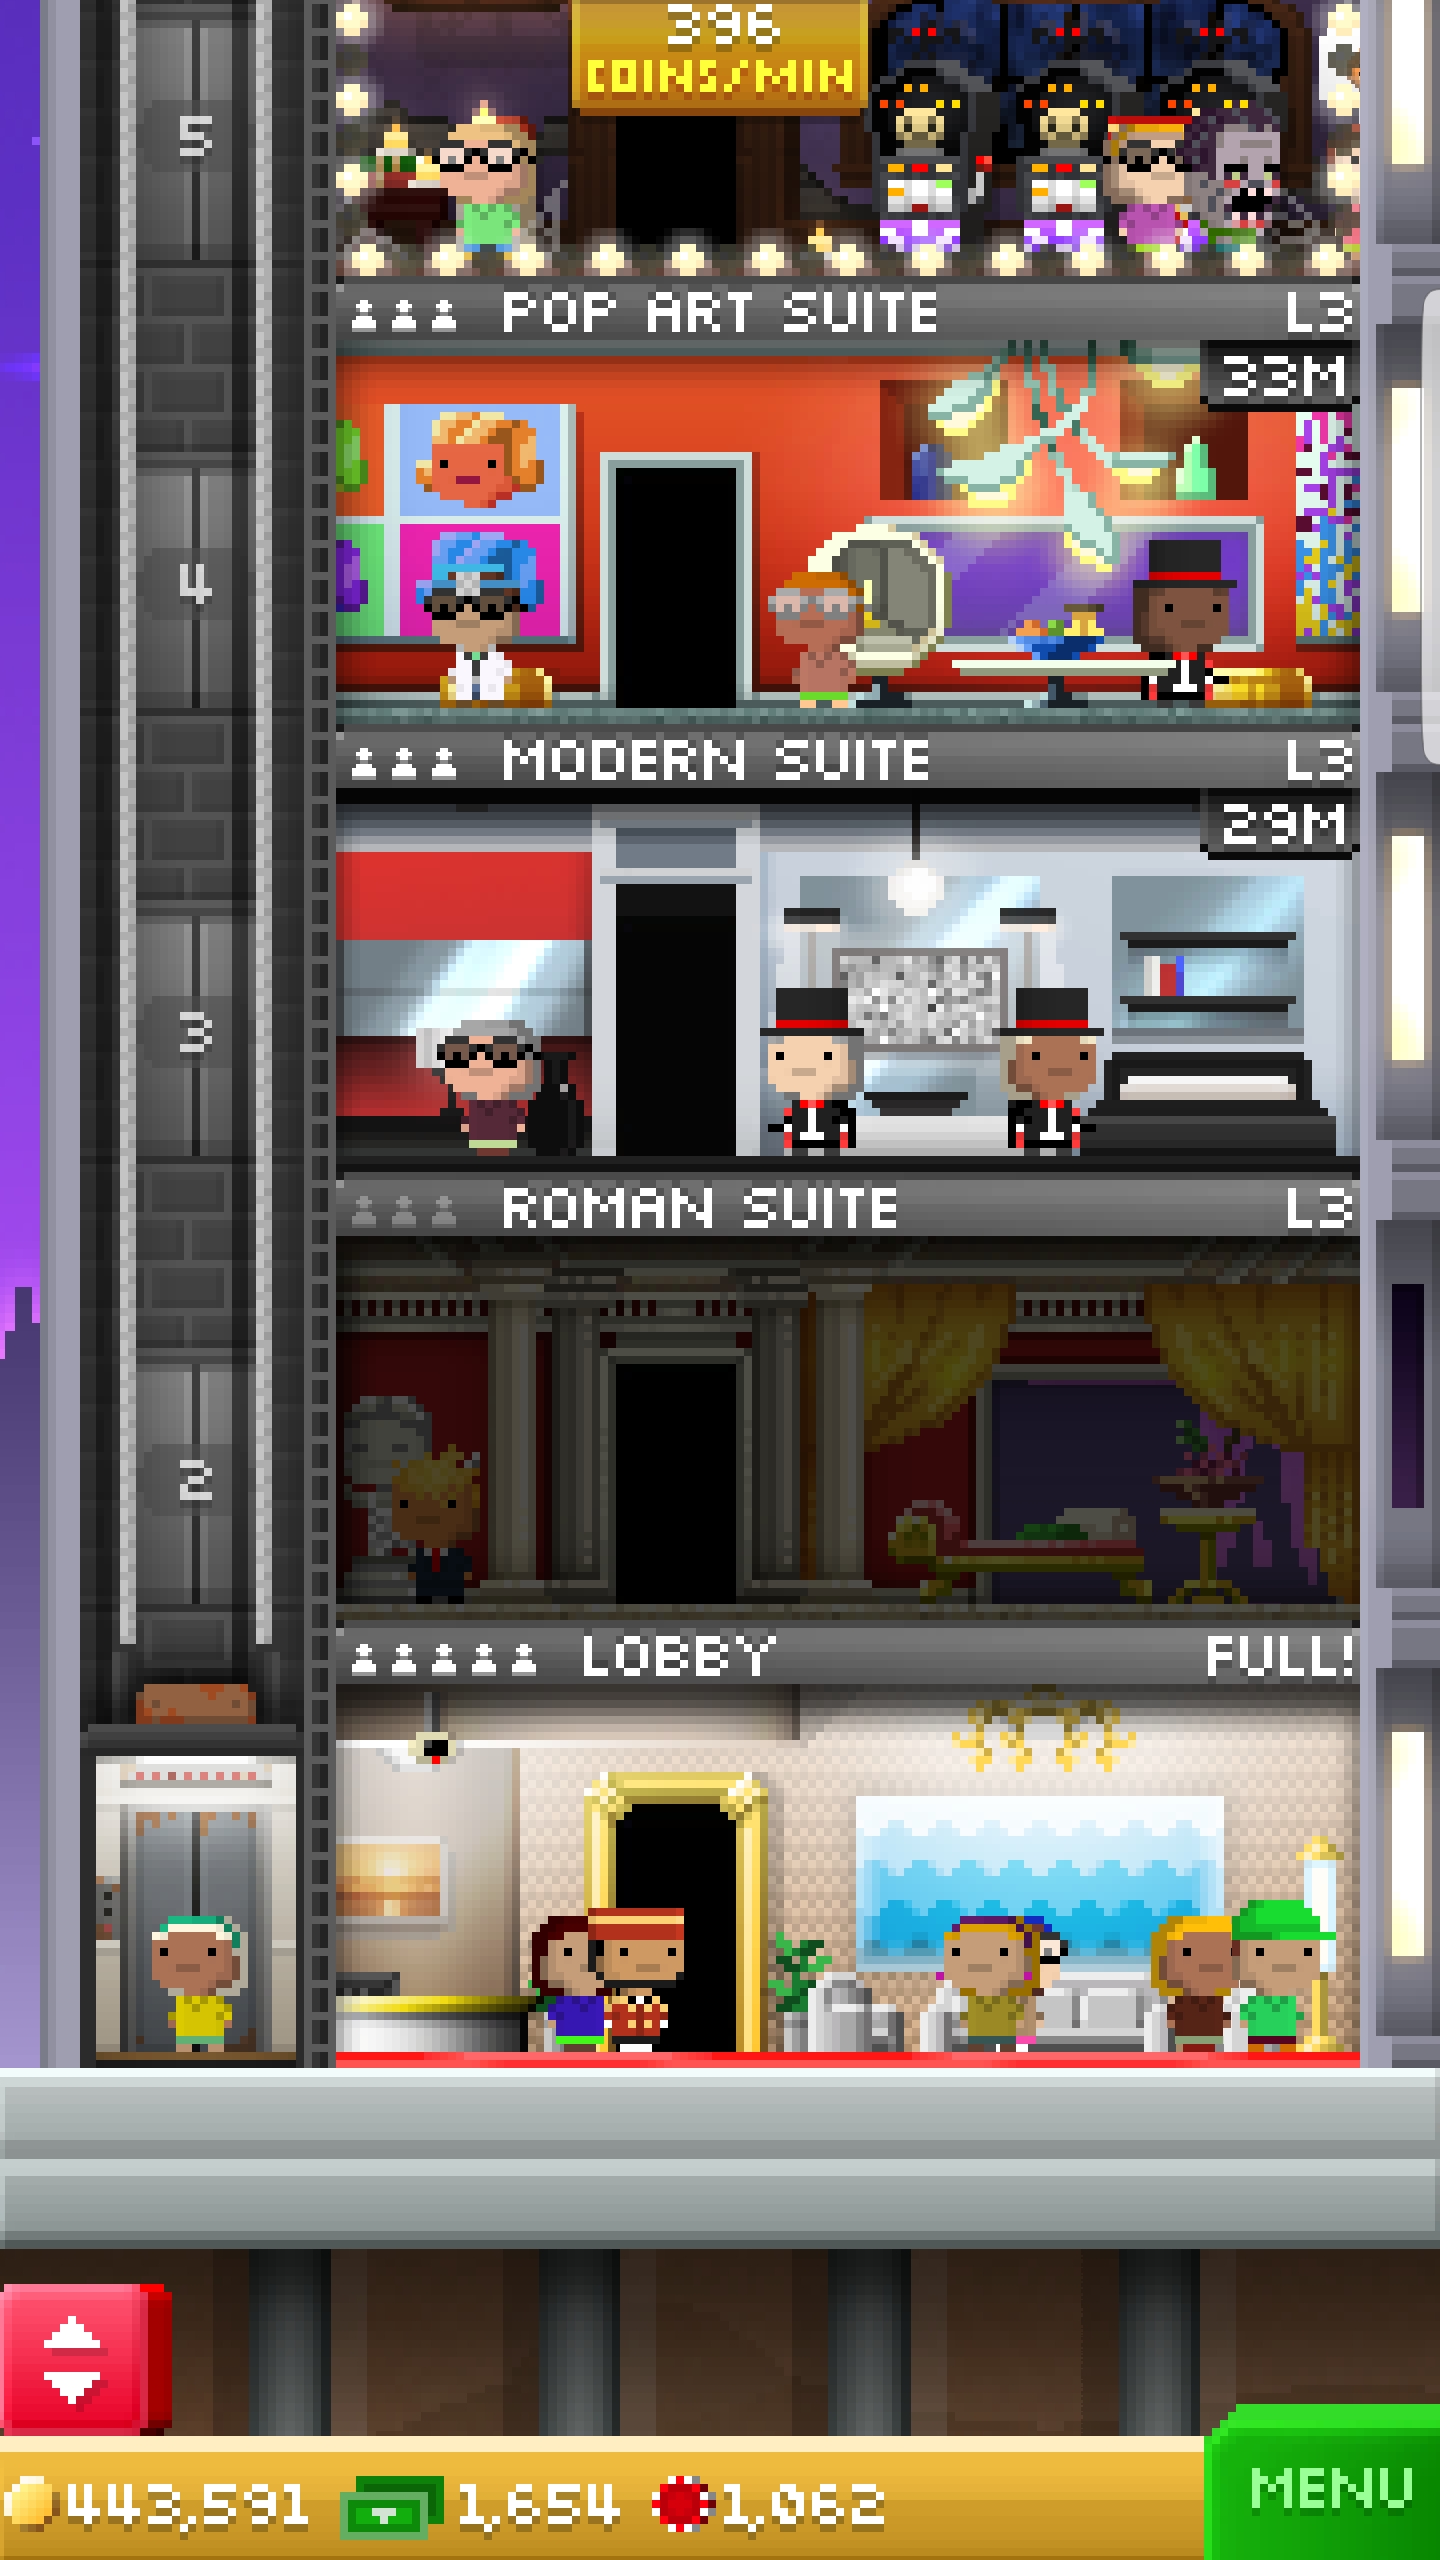 396
COINS/MIN
5
POP ART SUITE L3
33M
4
MODERN SUITE L3
29M
3
ROMAN SUITE L3
2
LOBBY FULL!
443,591 1,654 1,062
MENU